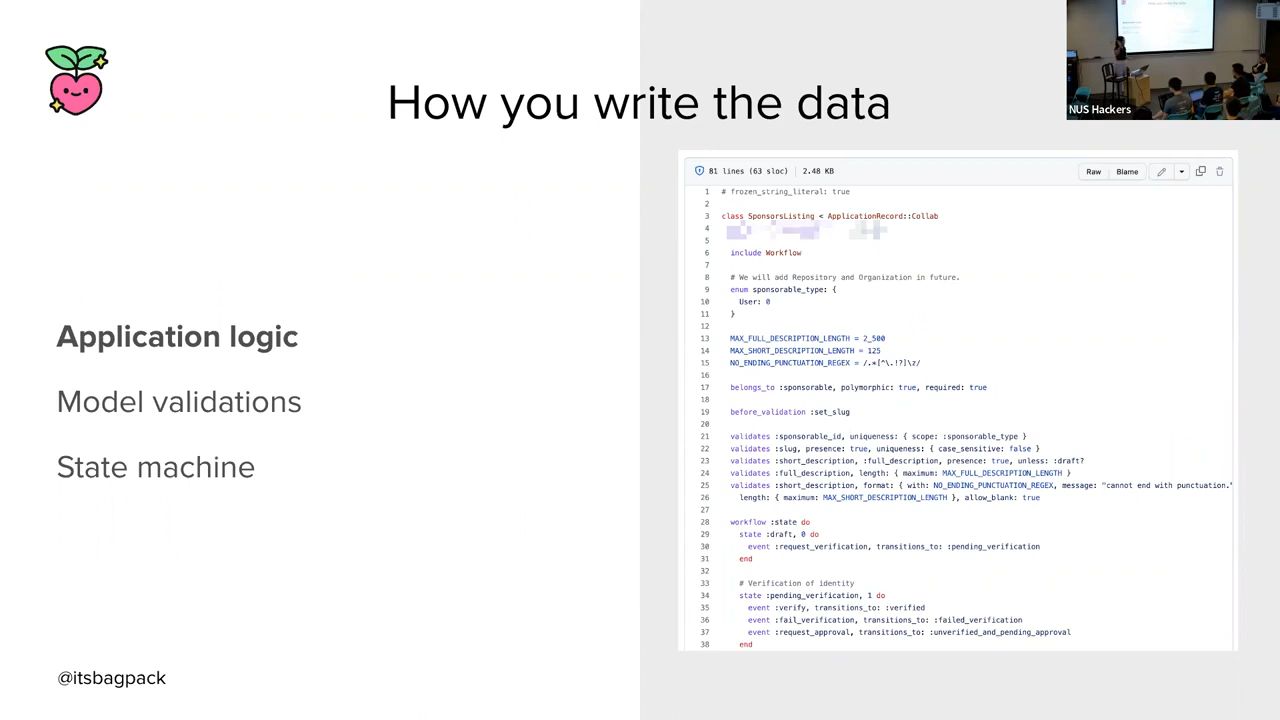 How you write the data
NUS Hackers
Application logic
Model validations
State machine
@itsbagpack
81 lines (63 sloc) 2.48 KB
Raw Blame
1 # frozen_string_literal: true
2
3 class SponsorsListing < ApplicationRecord::Collab
4
5
6 include Workflow
7
8 # We will add Repository and Organization in future.
9 enum sponsorable_type: {
10 User: 0
11 }
12
13 MAX_FULL_DESCRIPTION_LENGTH = 2_500
14 MAX_SHORT_DESCRIPTION_LENGTH = 125
15 NO_ENDING_PUNCTUATION_REGEX = /.*[^\.!?]\z/
16
17 belongs_to :sponsorable, polymorphic: true, required: true
18
19 before_validation :set_slug
20
21 validates :sponsorable_id, uniqueness: { scope: :sponsorable_type }
22 validates :slug, presence: true, uniqueness: { case_sensitive: false }
23 validates :short_description, :full_description, presence: true, unless: :draft?
24 validates :full_description, length: { maximum: MAX_FULL_DESCRIPTION_LENGTH }
25 validates :short_description, format: { with: NO_ENDING_PUNCTUATION_REGEX, message: "cannot end with punctuation."
26 length: { maximum: MAX_SHORT_DESCRIPTION_LENGTH }, allow_blank: true
27
28 workflow :state do
29 state :draft, 0 do
30 event :request_verification, transitions_to: :pending_verification
31 end
32
33 # Verification of identity
34 state :pending_verification, 1 do
35 event :verify, transitions_to: :verified
36 event :fail_verification, transitions_to: :failed_verification
37 event :request_approval, transitions_to: :unverified_and_pending_approval
38 end